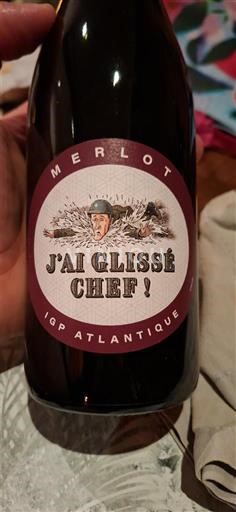 MERLOT
J'AI GLISSÉ
CHEF !
IGP ATLANTIQUE